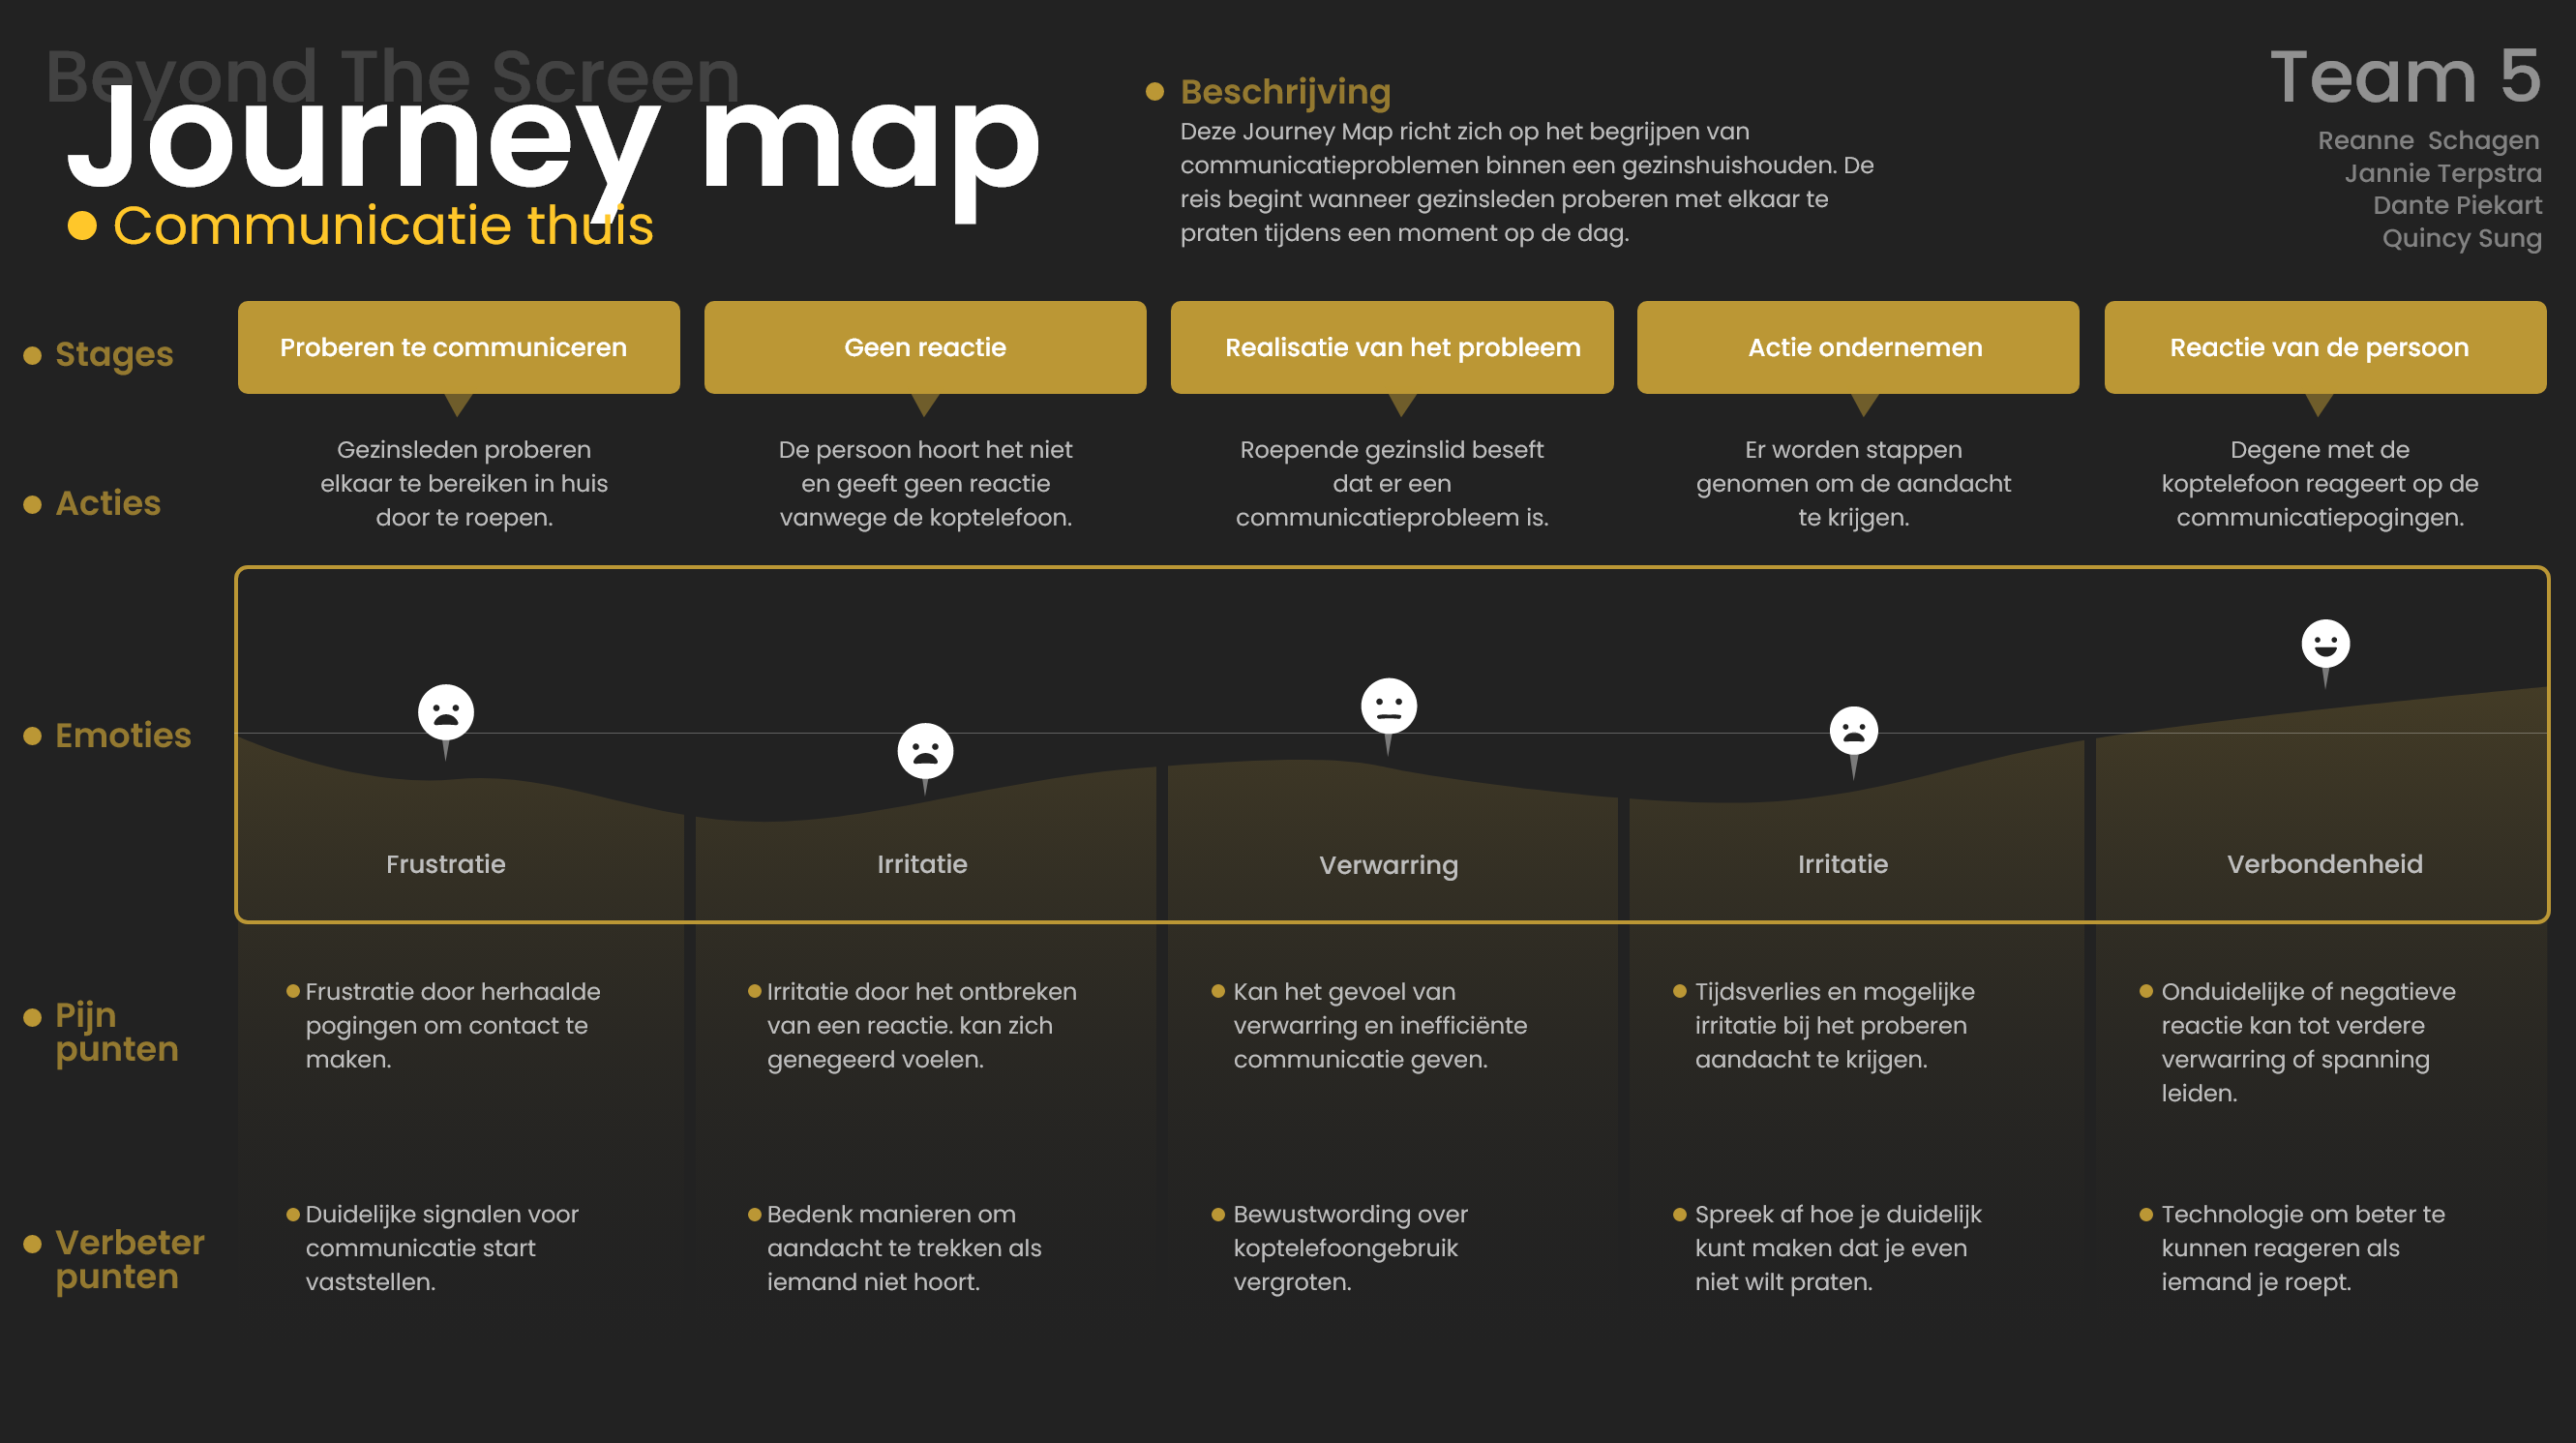 Beyond The Screen
Journey map
Communicatie thuis
Beschrijving
Deze Journey Map richt zich op het begrijpen van
communicatieproblemen binnen een gezinshuishouden. De
reis begint wanneer gezinsleden proberen met elkaar te
praten tijdens een moment op de dag.
Team 5
Reanne Schagen
Jannie Terpstra
Dante Piekart
Quincy Sung
Stages
Proberen te communiceren
Geen reactie
Realisatie van het probleem
Actie ondernemen
Reactie van de persoon
Acties
Gezinsleden proberen
elkaar te bereiken in huis
door te roepen.
De persoon hoort het niet
en geeft geen reactie
vanwege de koptelefoon.
Roepende gezinslid beseft
dat er een
communicatieprobleem is.
Er worden stappen
genomen om de aandacht
te krijgen.
Degene met de
koptelefoon reageert op de
communicatiepogingen.
Emoties
Frustratie
Irritatie
Verwarring
Irritatie
Verbondenheid
Pijn
punten
Frustratie door herhaalde
pogingen om contact te
maken.
Irritatie door het ontbreken
van een reactie. kan zich
genegeerd voelen.
Kan het gevoel van
verwarring en inefficiënte
communicatie geven.
Tijdsverlies en mogelijke
irritatie bij het proberen
aandacht te krijgen.
Onduidelijke of negatieve
reactie kan tot verdere
verwarring of spanning
leiden.
Verbeter
punten
Duidelijke signalen voor
communicatie start
vaststellen.
Bedenk manieren om
aandacht te trekken als
iemand niet hoort.
Bewustwording over
koptelefoongebruik
vergroten.
Spreek af hoe je duidelijk
kunt maken dat je even
niet wilt praten.
Technologie om beter te
kunnen reageren als
iemand je roept.